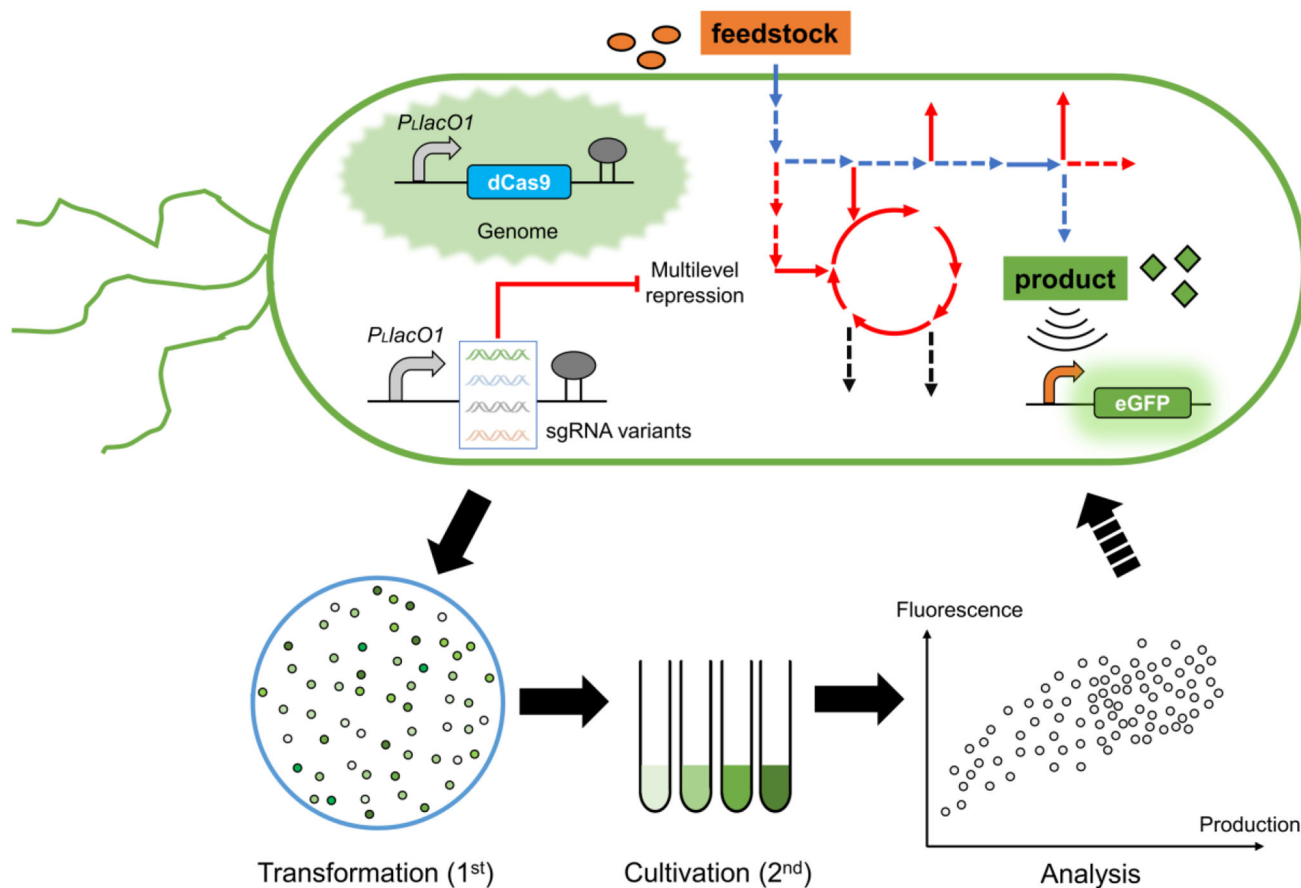 feedstock
PLlacO1
dCas9
Genome
Multilevel
repression
product
PLlacO1
eGFP
sgRNA variants
Fluorescence
Production
Transformation (1st)
Cultivation (2nd)
Analysis